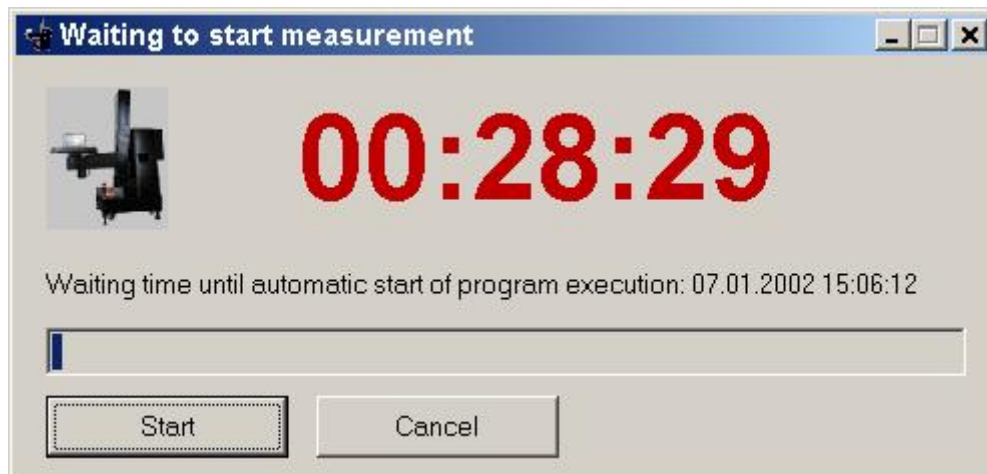 Waiting to start measurement
00:28:29
Waiting time until automatic start of program execution: 07.01.2002 15:06:12
Start
Cancel